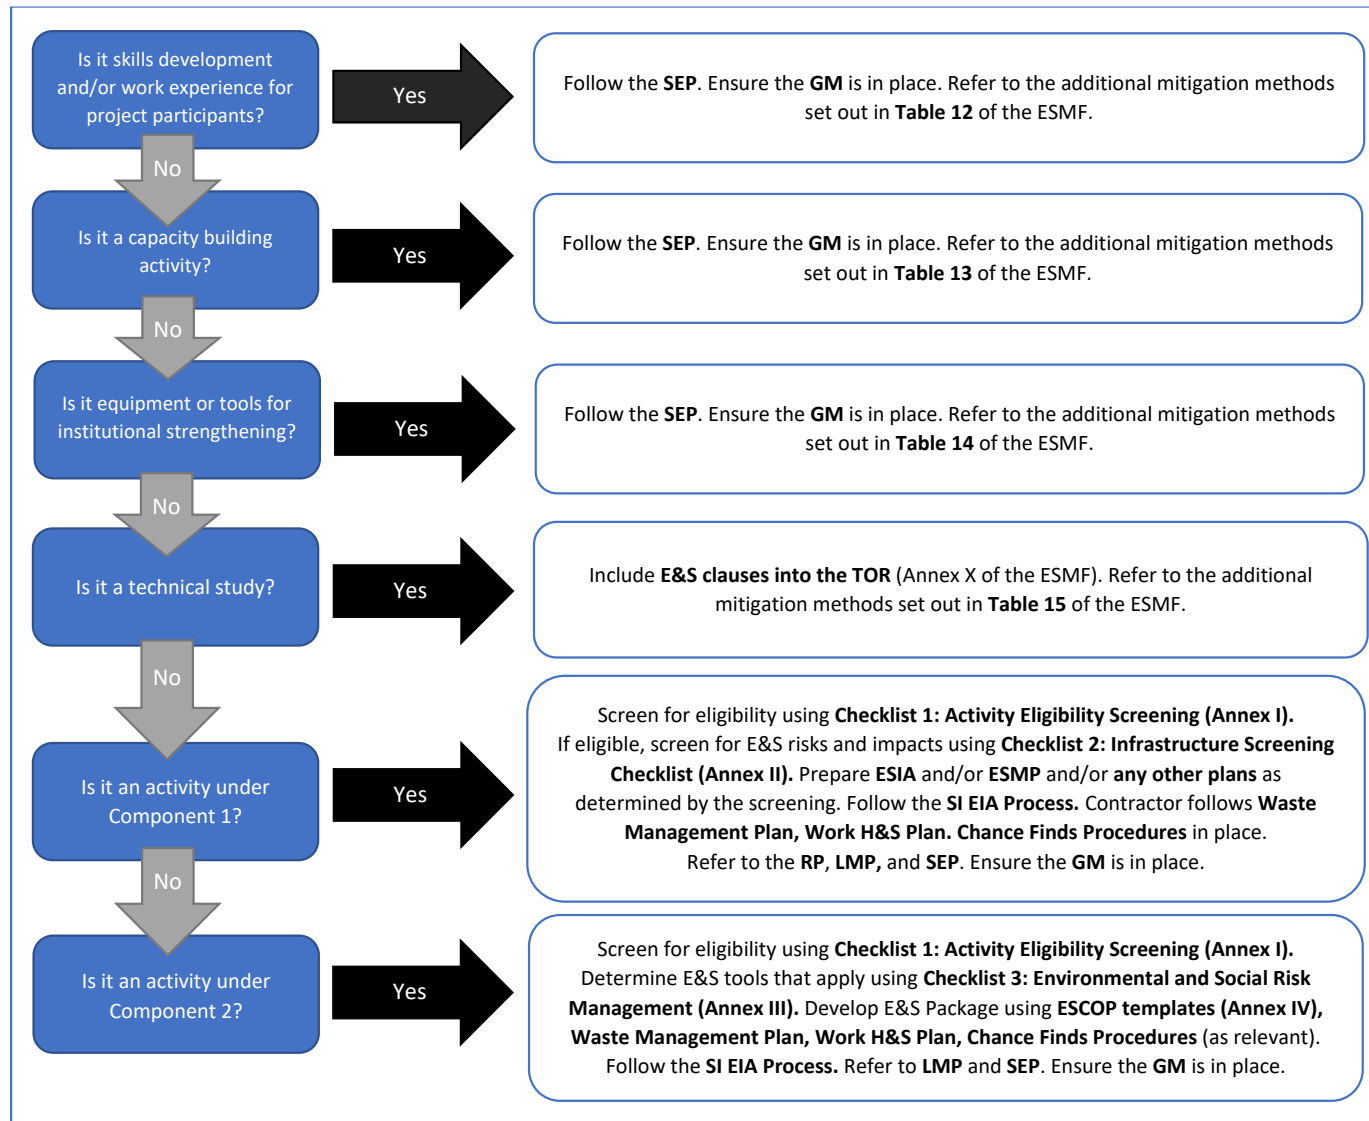 Is it skills development
and/or work experience for
project participants?
Yes
Follow the SEP. Ensure the GM is in place. Refer to the additional mitigation methods
set out in Table 12 of the ESMF.
No
Is it a capacity building
activity?
Yes
Follow the SEP. Ensure the GM is in place. Refer to the additional mitigation methods
set out in Table 13 of the ESMF.
No
Is it equipment or tools for
institutional strengthening?
Yes
Follow the SEP. Ensure the GM is in place. Refer to the additional mitigation methods
set out in Table 14 of the ESMF.
No
Is it a technical study?
Yes
Include E&S clauses into the TOR (Annex X of the ESMF). Refer to the additional
mitigation methods set out in Table 15 of the ESMF.
No
Is it an activity under
Component 1?
Yes
Screen for eligibility using Checklist 1: Activity Eligibility Screening (Annex I).
If eligible, screen for E&S risks and impacts using Checklist 2: Infrastructure Screening
Checklist (Annex II). Prepare ESIA and/or ESMP and/or any other plans as
determined by the screening. Follow the SI EIA Process. Contractor follows Waste
Management Plan, Work H&S Plan. Chance Finds Procedures in place.
Refer to the RP, LMP, and SEP. Ensure the GM is in place.
No
Is it an activity under
Component 2?
Yes
Screen for eligibility using Checklist 1: Activity Eligibility Screening (Annex I).
Determine E&S tools that apply using Checklist 3: Environmental and Social Risk
Management (Annex III). Develop E&S Package using ESCOP templates (Annex IV),
Waste Management Plan, Work H&S Plan, Chance Finds Procedures (as relevant).
Follow the SI EIA Process. Refer to LMP and SEP. Ensure the GM is in place.